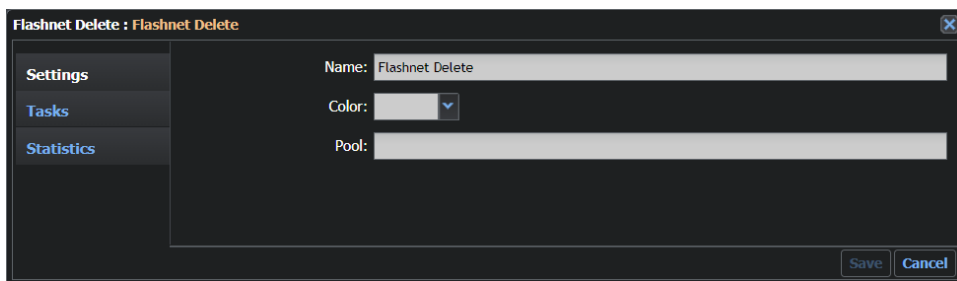 Flashnet Delete : Flashnet Delete
Settings
Tasks
Statistics
Name: Flashnet Delete
Color:
Pool:
Save Cancel